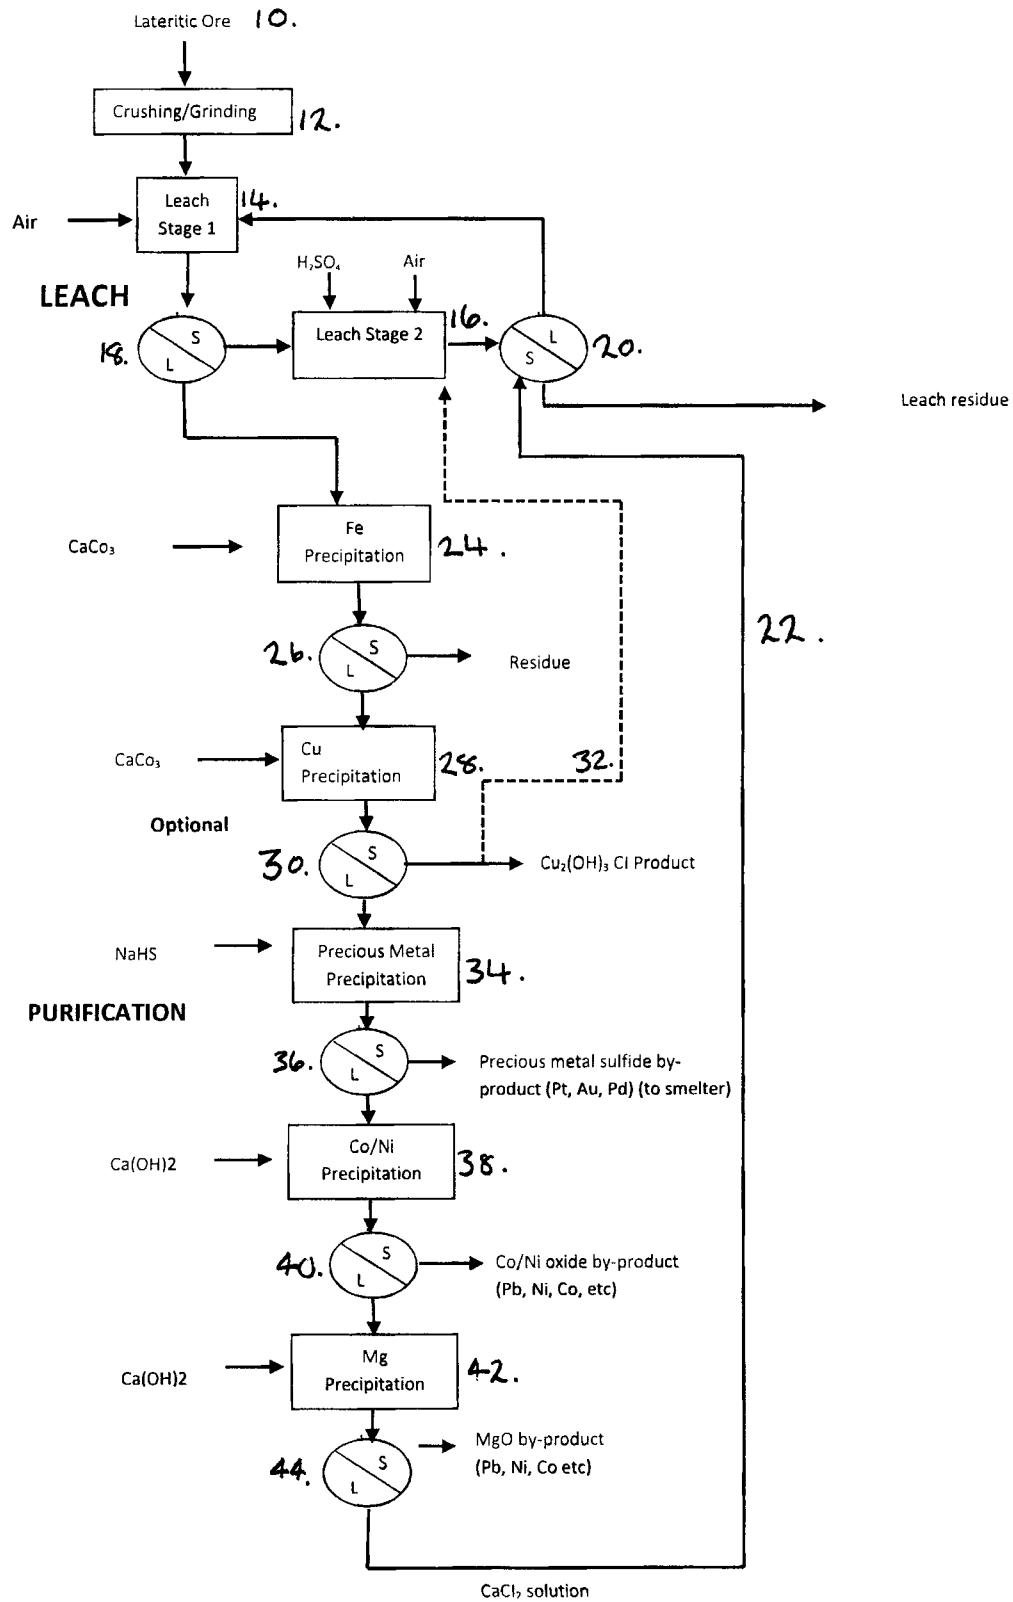 Lateritic Ore 10.
Crushing/Grinding 12.
Leach
Stage 1
14.
Air
H₂SO₄
Air
LEACH
18.
S
L
Leach Stage 2
16.
L
S
20.
Leach residue
Fe
Precipitation
24.
CaCo₃
26.
S
L
Residue
22.
Cu
Precipitation
28.
32.
CaCo₃
Optional
30.
S
L
Cu₂(OH)₃ Cl Product
NaHS
Precious Metal
Precipitation
34.
PURIFICATION
36.
S
L
Precious metal sulfide by-
product (Pt, Au, Pd) (to smelter)
Ca(OH)2
Co/Ni
Precipitation
38.
40.
S
L
Co/Ni oxide by-product
(Pb, Ni, Co, etc)
Ca(OH)2
Mg
Precipitation
42.
44.
S
L
MgO by-product
(Pb, Ni, Co etc)
CaCl₂ solution